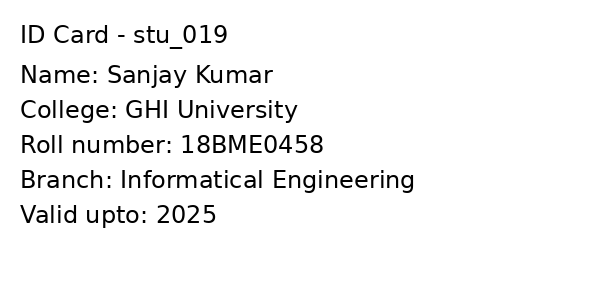 ID Card - stu_019
Name: Sanjay Kumar
College: GHI University
Roll number: 18BME0458
Branch: Informatical Engineering
Valid upto: 2025